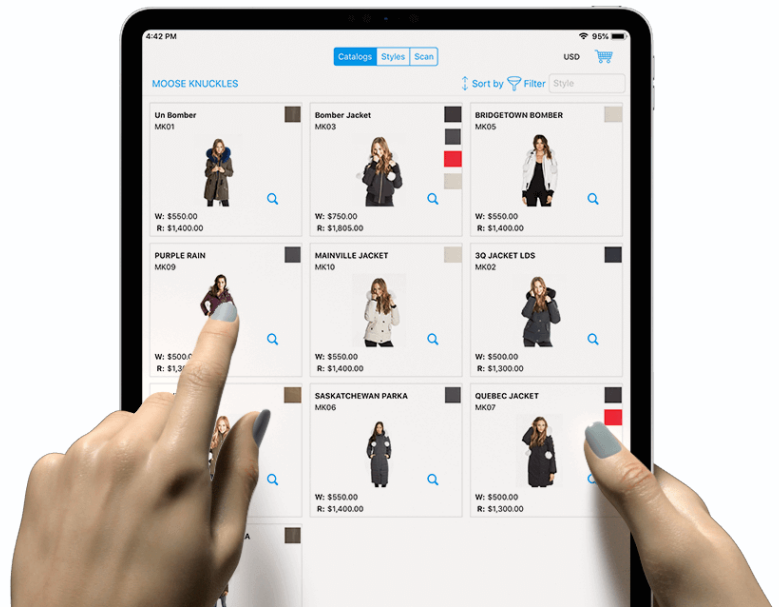 4:42 PM
95%
Catalogs Styles Scan
USD
MOOSE KNUCKLES
Sort by Filter Style
Un Bomber
MK01
W: $550.00
R: $1,400.00
Bomber Jacket
MK03
W: $750.00
R: $1,805.00
BRIDGETOWN BOMBER
MK05
W: $550.00
R: $1,400.00
PURPLE RAIN
MK09
W: $500.
R: $1,3
MAINVILLE JACKET
MK10
W: $550.00
R: $1,400.00
3Q JACKET LDS
MK02
W: $500.00
R: $1,300.00
SASKATCHEWAN PARKA
MK06
W: $550.00
R: $1,400.00
QUEBEC JACKET
MK07
W: $500.00
R: $1,300.00